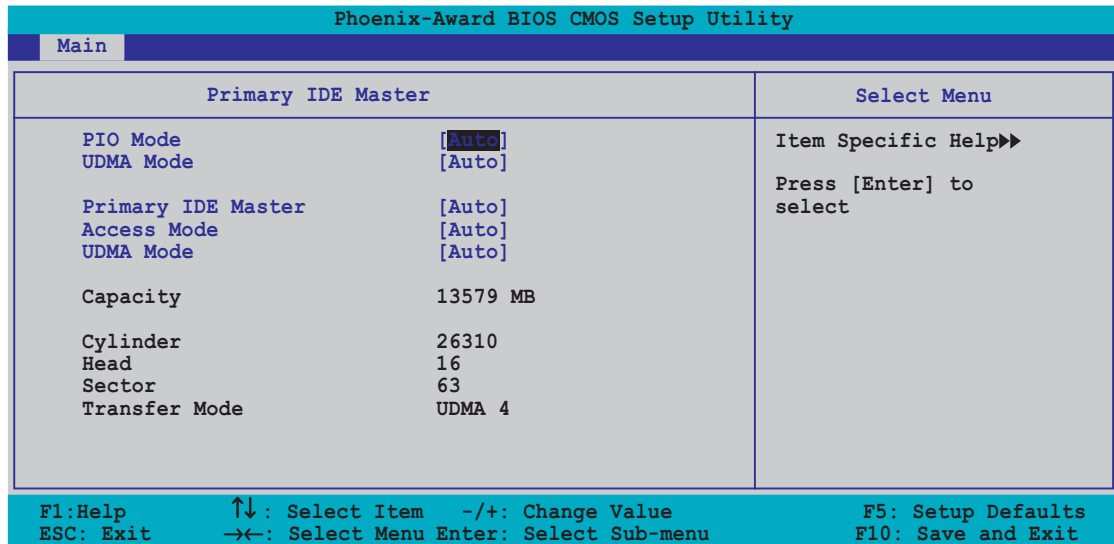 Phoenix-Award BIOS CMOS Setup Utility
Main
Primary IDE Master Select Menu
PIO Mode [Auto] Item Specific Help▶▶
UDMA Mode [Auto]
Press [Enter] to
Primary IDE Master [Auto] select
Access Mode [Auto]
UDMA Mode [Auto]
Capacity 13579 MB
Cylinder 26310
Head 16
Sector 63
Transfer Mode UDMA 4
F1:Help ↑↓: Select Item -/+: Change Value F5: Setup Defaults
ESC: Exit →←: Select Menu Enter: Select Sub-menu F10: Save and Exit